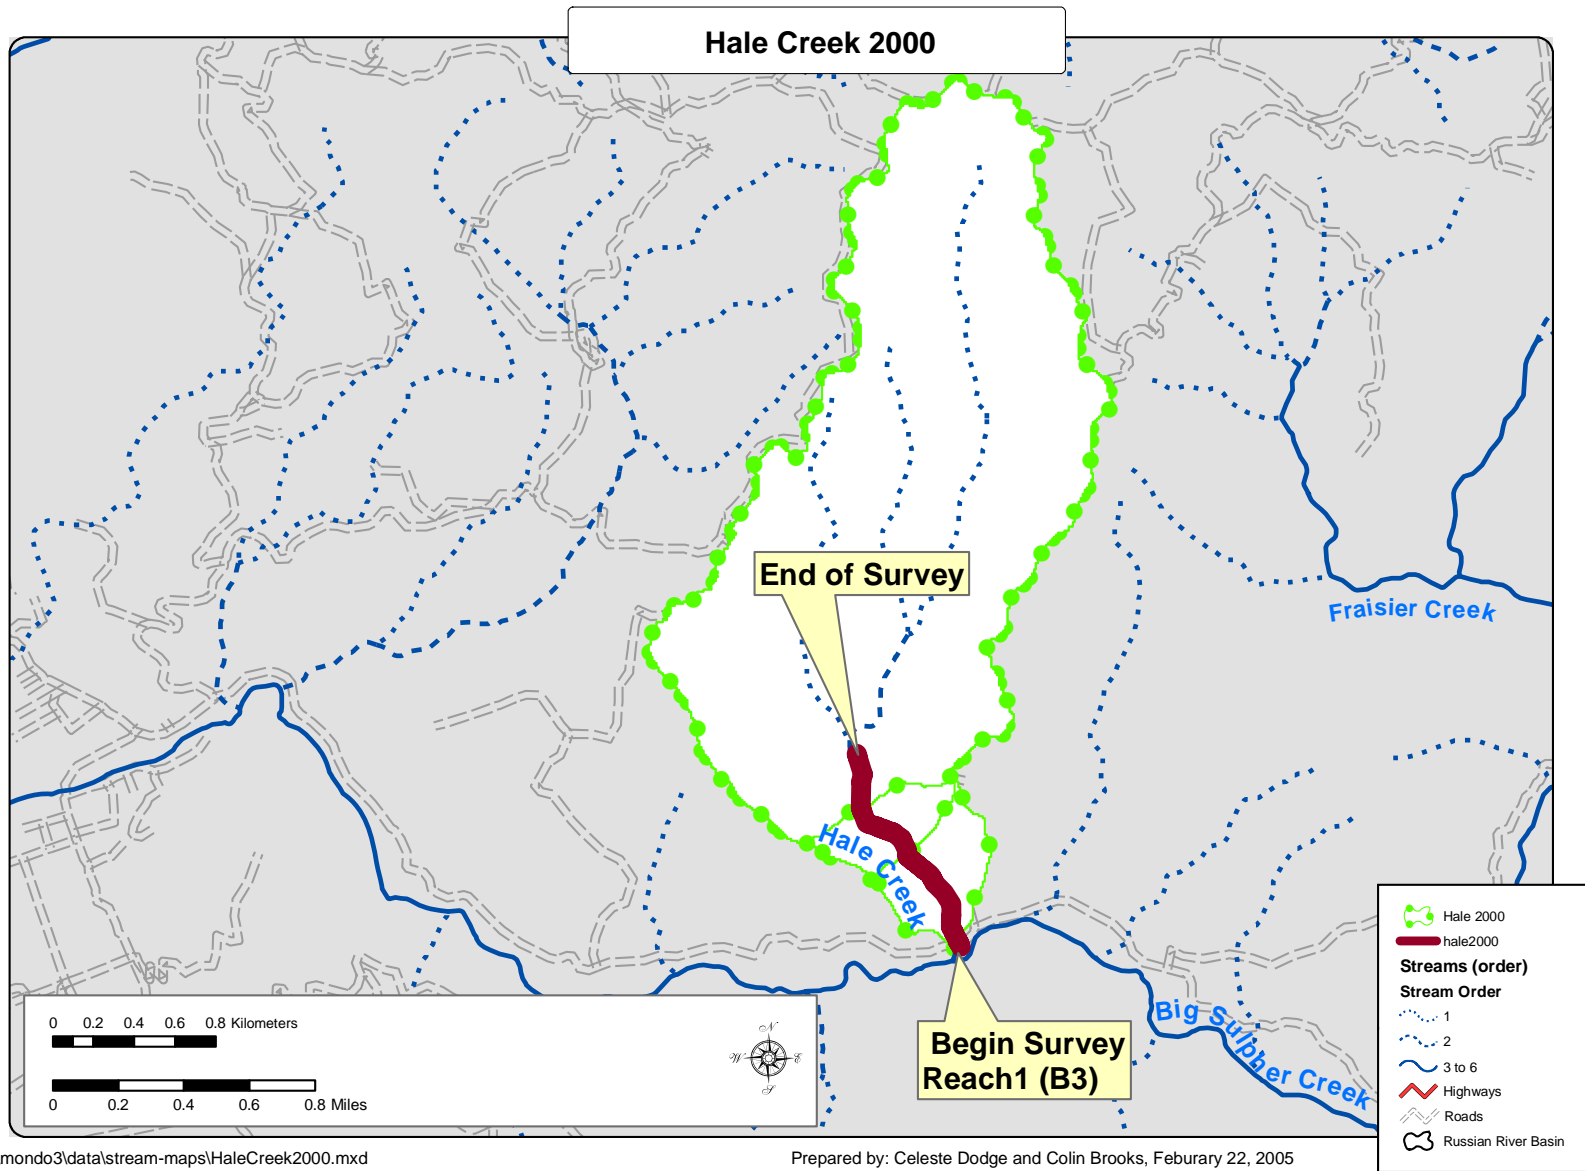 Hale Creek 2000
End of Survey
Fraisier Creek
Hale Creek
Begin Survey
Reach1 (B3)
Big Sulpher Creek
0 0.2 0.4 0.6 0.8 Kilometers
0 0.2 0.4 0.6 0.8 Miles
N
W E
S
Hale 2000
hale2000
Streams (order)
Stream Order
1
2
3 to 6
Highways
Roads
Russian River Basin
mondo3\data\stream-maps\HaleCreek2000.mxd
Prepared by: Celeste Dodge and Colin Brooks, Feburary 22, 2005